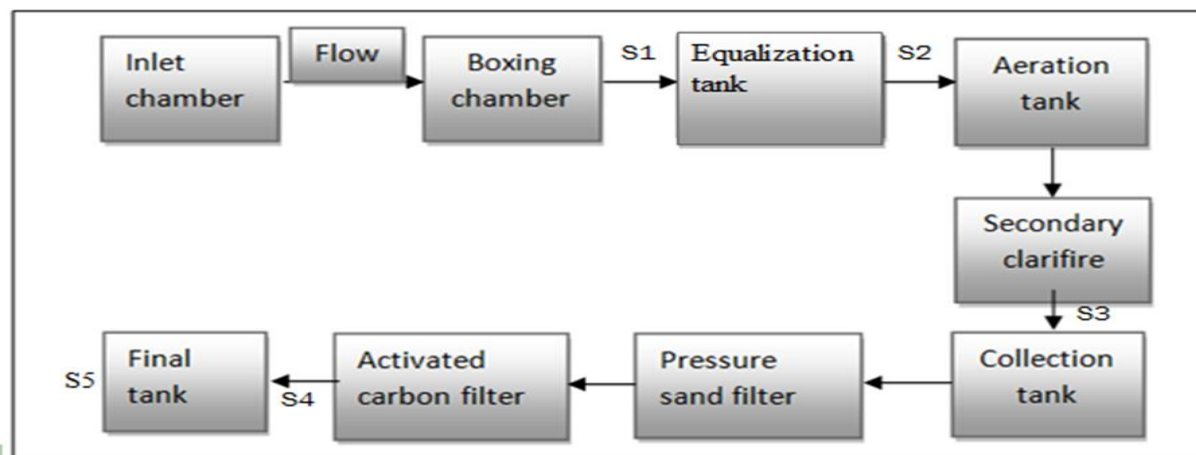 Inlet
chamber
Flow
Boxing
chamber
S1
Equalization
tank
S2
Aeration
tank
Secondary
clarifire
S3
Collection
tank
Pressure
sand filter
Activated
carbon filter
S4
Final
tank
S5